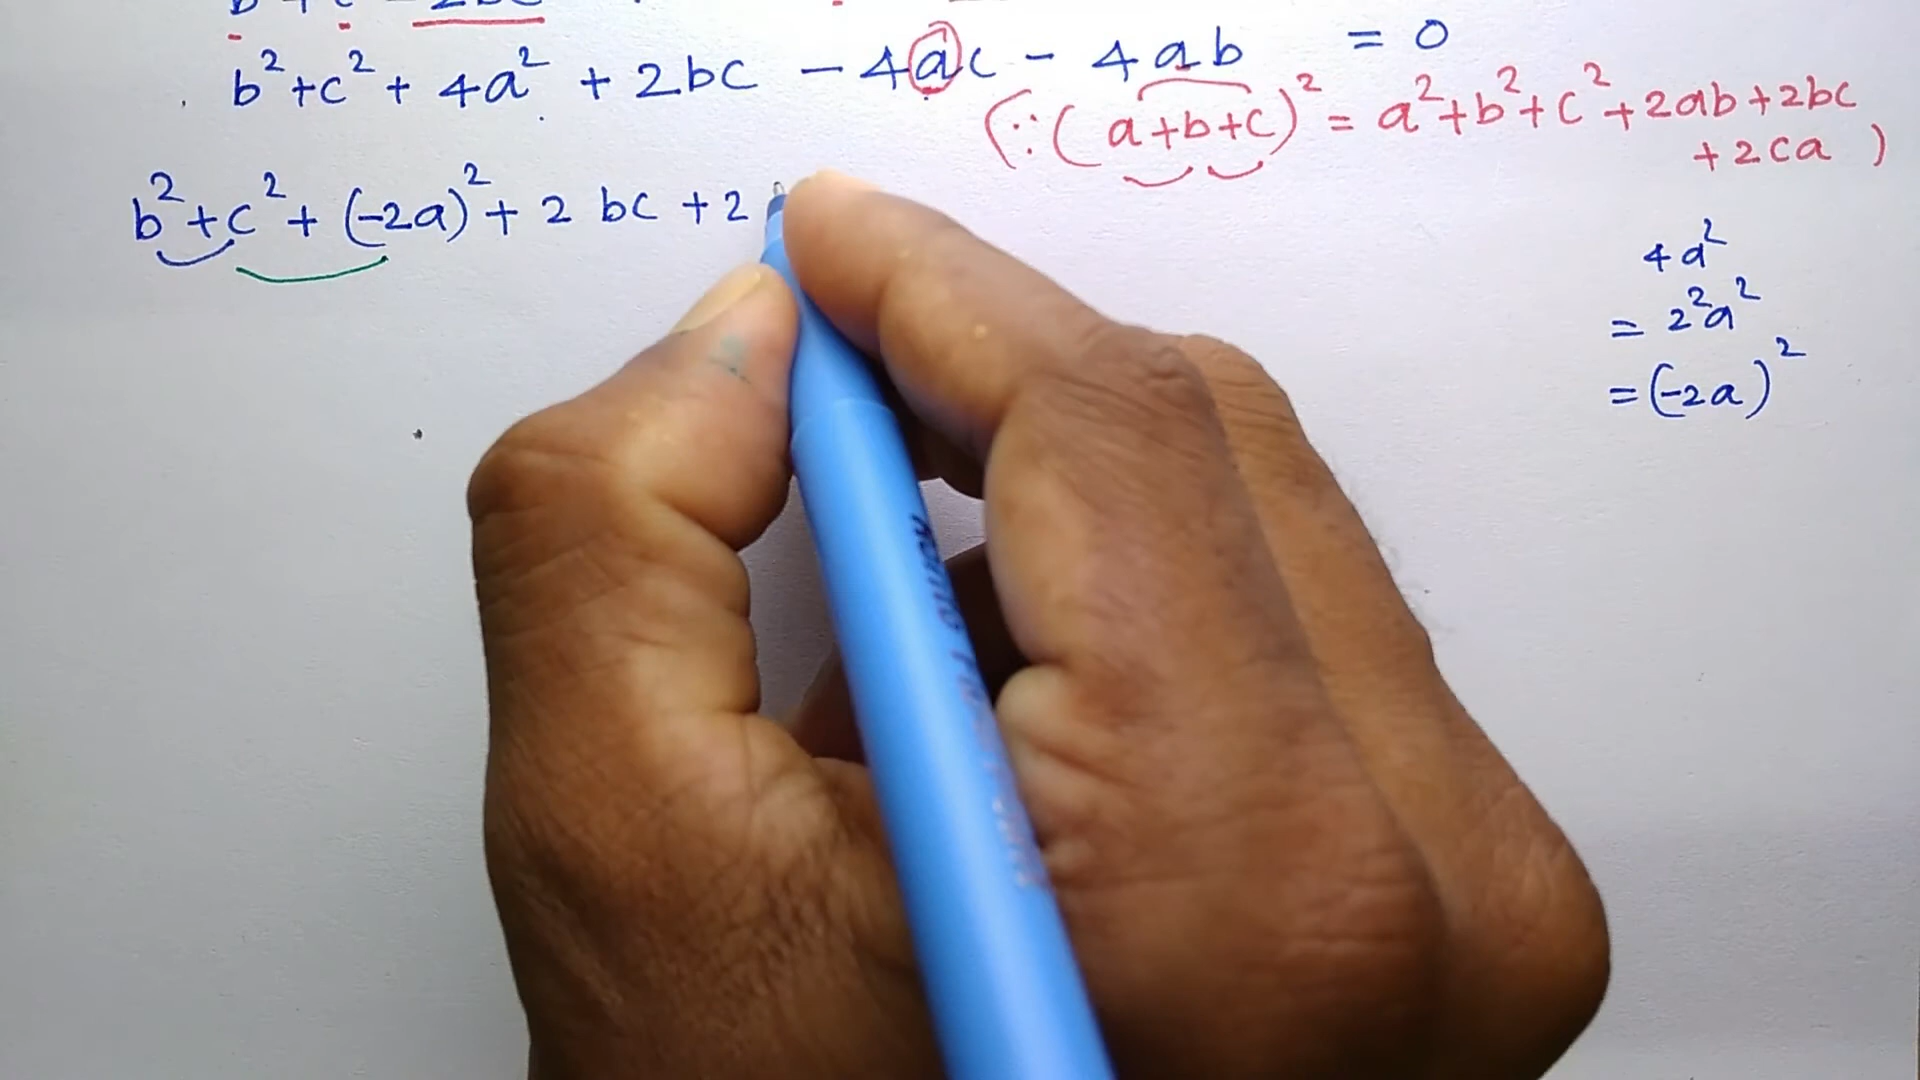 b²+c²+4a²+2bc-4ac-4ab = 0
(∵(a+b+c)²=a²+b²+c²+2ab+2bc
+2ca)
b²+c²+(-2a)²+2 bc+2
4a²
= 2²a²
=(-2a)²